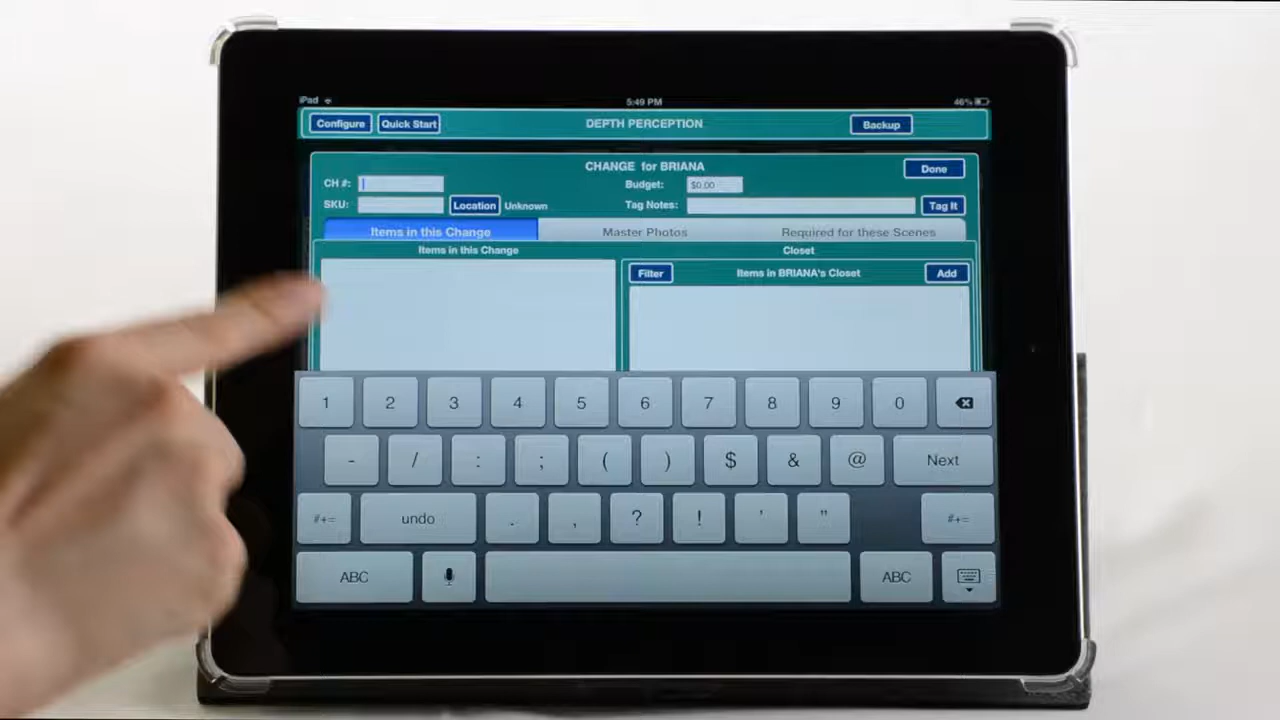 iPad 5:49 PM 46%
Configure Quick Start DEPTH PERCEPTION Backup
CHANGE for BRIANA Done
CH #: Budget: $0.00
SKU: Location Unknown Tag Notes: Tag It
Items in this Change Master Photos Required for these Scenes
Items in this Change Closet
Filter Items in BRIANA's Closet Add
1 2 3 4 5 6 7 8 9 0
- / : ; ( ) $ & @ Next
#+= undo . , ? ! ' " #+=
ABC ABC